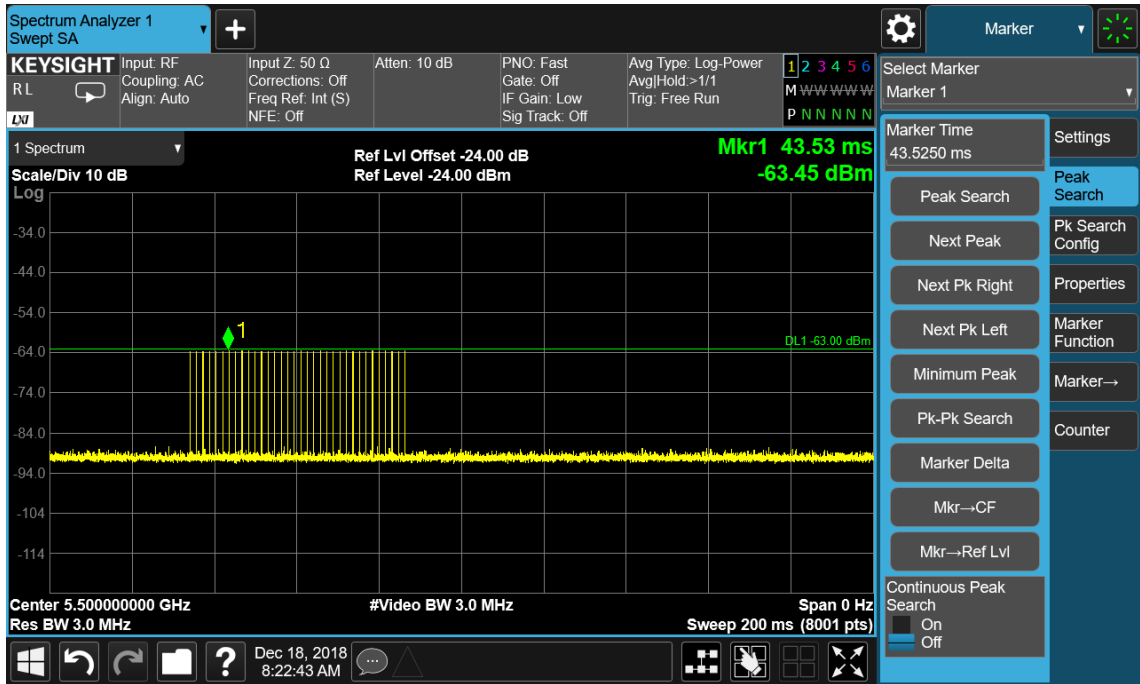 Spectrum Analyzer 1
Swept SA
+
Marker
KEYSIGHT
R L
LXI
Input: RF
Coupling: AC
Align: Auto
Input Z: 50 Ω
Corrections: Off
Freq Ref: Int (S)
NFE: Off
Atten: 10 dB
PNO: Fast
Gate: Off
IF Gain: Low
Sig Track: Off
Avg Type: Log-Power
Avg|Hold:>1/1
Trig: Free Run
1 2 3 4 5 6
M W W W W W
P N N N N N
Select Marker
Marker 1
1 Spectrum
Scale/Div 10 dB
Log
Ref Lvl Offset -24.00 dB
Ref Level -24.00 dBm
Mkr1 43.53 ms
-63.45 dBm
-34.0
-44.0
-54.0
-64.0
-74.0
-84.0
-94.0
-104
-114
1
DL1 -63.00 dBm
Center 5.500000000 GHz
Res BW 3.0 MHz
#Video BW 3.0 MHz
Span 0 Hz
Sweep 200 ms (8001 pts)
Marker Time
43.5250 ms
Peak Search
Next Peak
Next Pk Right
Next Pk Left
Minimum Peak
Pk-Pk Search
Marker Delta
Mkr→CF
Mkr→Ref Lvl
Continuous Peak
Search
On
Off
Settings
Peak
Search
Pk Search
Config
Properties
Marker
Function
Marker→
Counter
?
Dec 18, 2018
8:22:43 AM